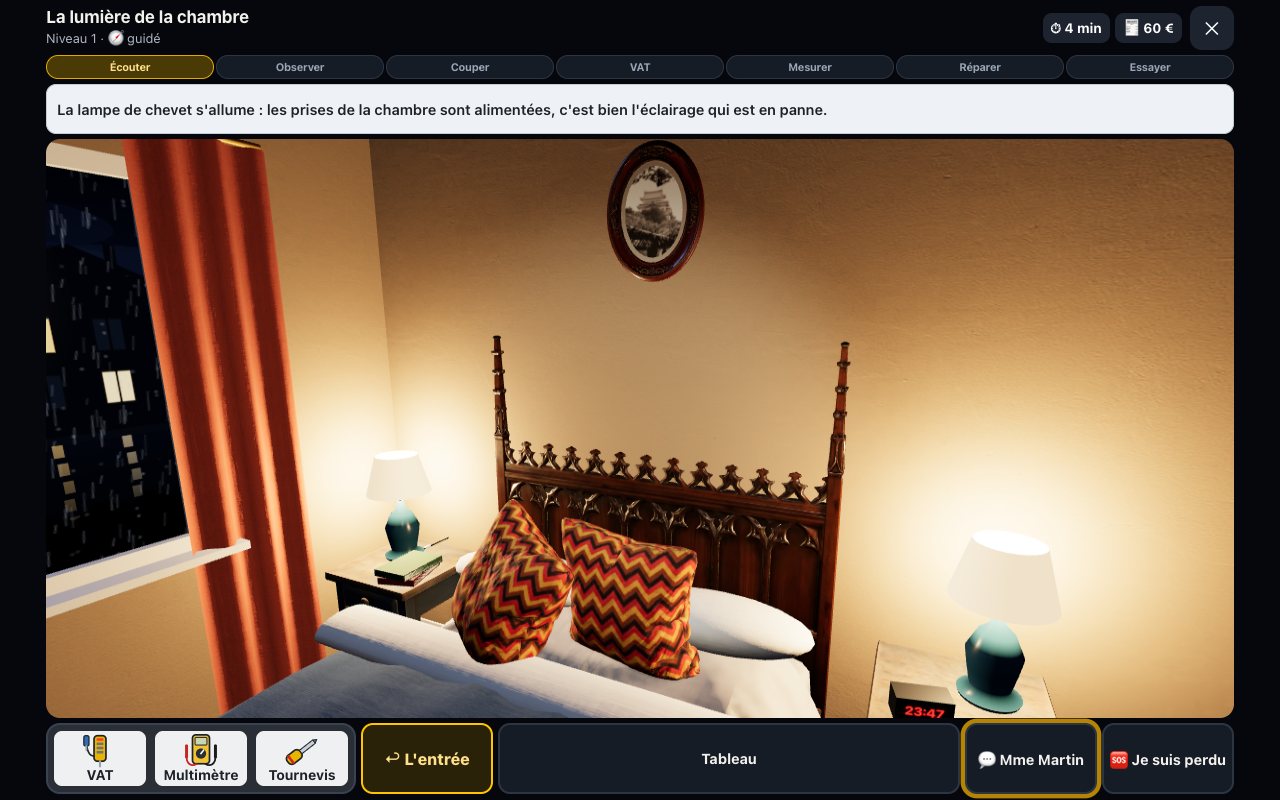 La lumière de la chambre
Niveau 1 · 🧭 guidé
⏱ 4 min
🧾 60 €
✕
Écouter
Observer
Couper
VAT
Mesurer
Réparer
Essayer
La lampe de chevet s'allume : les prises de la chambre sont alimentées, c'est bien l'éclairage qui est en panne.
23:47
VAT
Multimètre
Tournevis
↩ L'entrée
Tableau
💬 Mme Martin
🆘 Je suis perdu